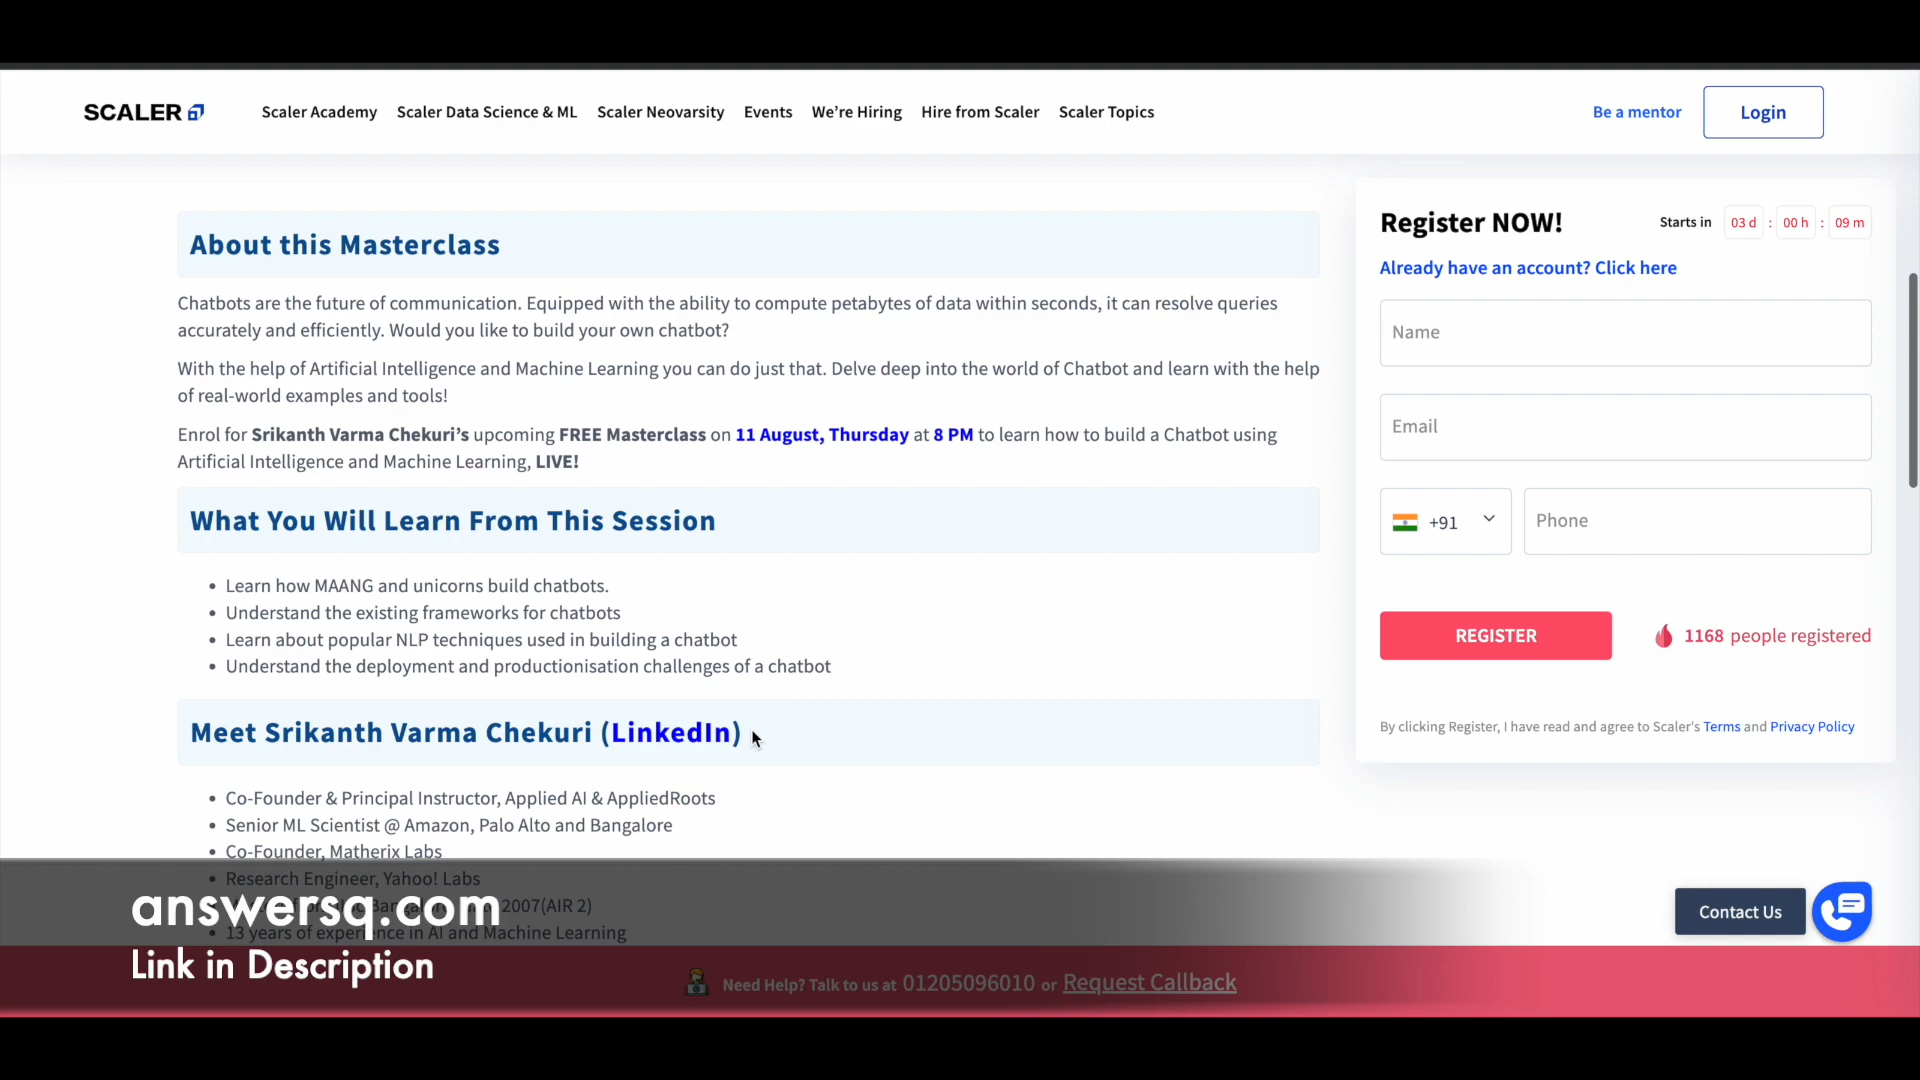 SCALER
Scaler Academy Scaler Data Science & ML Scaler Neovarsity Events We're Hiring Hire from Scaler Scaler Topics
Be a mentor
Login
About this Masterclass
Chatbots are the future of communication. Equipped with the ability to compute petabytes of data within seconds, it can resolve queries
accurately and efficiently. Would you like to build your own chatbot?
With the help of Artificial Intelligence and Machine Learning you can do just that. Delve deep into the world of Chatbot and learn with the help
of real-world examples and tools!
Enrol for Srikanth Varma Chekuri's upcoming FREE Masterclass on 11 August, Thursday at 8 PM to learn how to build a Chatbot using
Artificial Intelligence and Machine Learning, LIVE!
What You Will Learn From This Session
• Learn how MAANG and unicorns build chatbots.
• Understand the existing frameworks for chatbots
• Learn about popular NLP techniques used in building a chatbot
• Understand the deployment and productionisation challenges of a chatbot
Meet Srikanth Varma Chekuri (LinkedIn)
• Co-Founder & Principal Instructor, Applied AI & AppliedRoots
• Senior ML Scientist @ Amazon, Palo Alto and Bangalore
• Co-Founder, Matherix Labs
• Research Engineer, Yahoo! Labs
2007(AIR 2)
• 13 years of experience in AI and Machine Learning
Register NOW!
Starts in 03 d : 00 h : 09 m
Already have an account? Click here
Name
Email
+91
Phone
REGISTER
1168 people registered
By clicking Register, I have read and agree to Scaler's Terms and Privacy Policy
Contact Us
answersq.com
Link in Description
Need Help? Talk to us at 01205096010 or Request Callback